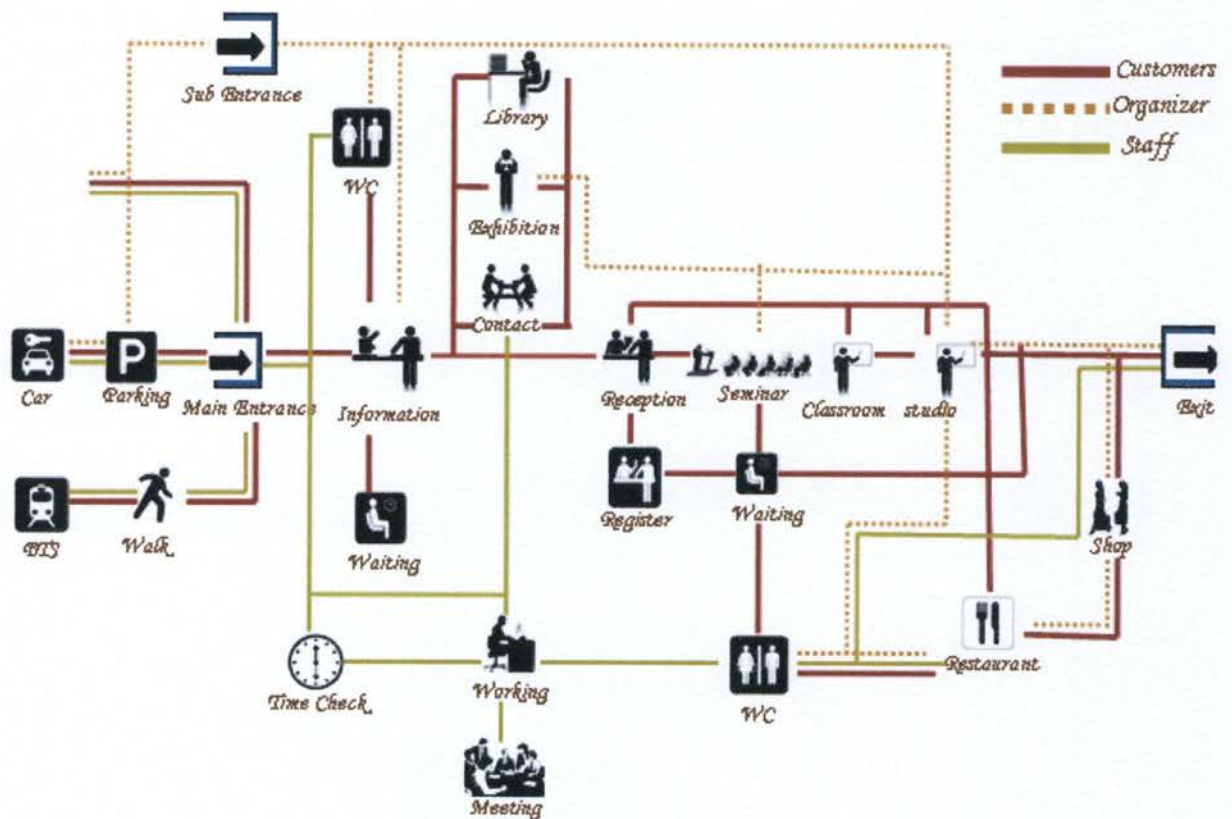 Sub Entrance
Library
Customers
Organizer
Staff
WC
Exhibition
Contact
P
Car
Parking
Main Entrance
Information
Reception
Seminar
Classroom
studio
Exit
BTS
Walk
Waiting
Register
Waiting
Shop
Restaurant
Time Check
Working
WC
Meeting